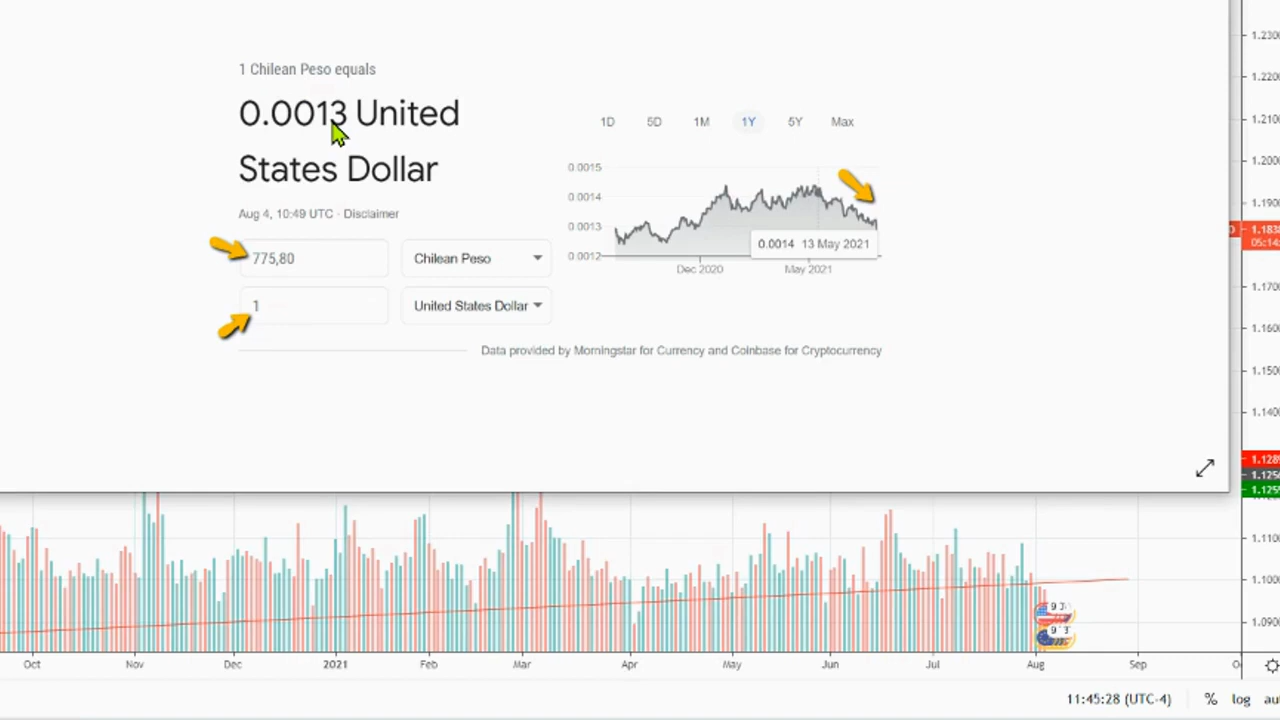 1 Chilean Peso equals
0.0013 United
States Dollar
Aug 4, 10:49 UTC · Disclaimer
775,80
Chilean Peso
1
United States Dollar
1D 5D 1M 1Y 5Y Max
0.0015
0.0014
0.0013
0.0012
0.0014 13 May 2021
Dec 2020 May 2021
Data provided by Morningstar for Currency and Coinbase for Cryptocurrency
Oct Nov Dec 2021 Feb Mar Apr May Jun Jul Aug Sep
11:45:28 (UTC-4) % log